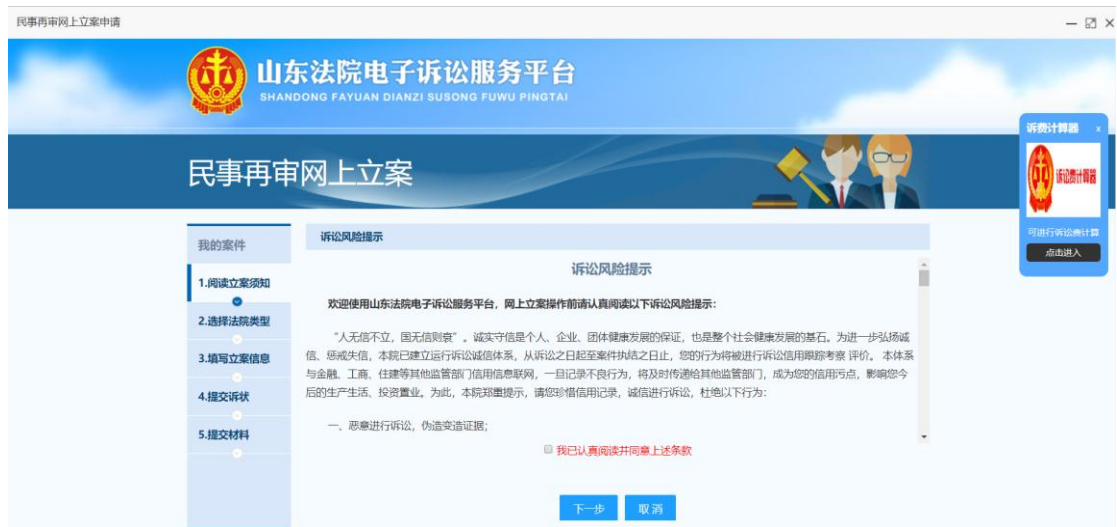 民事再审网上立案申请
山东法院电子诉讼服务平台
SHANDONG FAYUAN DIANZI SUSONG FUWU PINGTAI
诉费计算器 x
诉讼费计算器
可进行诉讼费计算
点击进入
民事再审网上立案
我的案件
1.阅读立案须知
2.选择法院类型
3.填写立案信息
4.提交诉状
5.提交材料
诉讼风险提示
诉讼风险提示
欢迎使用山东法院电子诉讼服务平台，网上立案操作前请认真阅读以下诉讼风险提示：
“人无信不立，国无信则衰”。诚实守信是个人、企业、团体健康发展的保证，也是整个社会健康发展的基石。为进一步弘扬诚
信、惩戒失信，本院已建立运行诉讼诚信体系，从诉讼之日起至案件执结之日止，您的行为将被进行诉讼信用跟踪考察 评价。 本体系
与金融、工商、住建等其他监管部门信用信息联网，一旦记录不良行为，将及时传递给其他监管部门，成为您的信用污点，影响您今
后的生产生活、投资置业。为此，本院郑重提示，请您珍惜信用记录，诚信进行诉讼，杜绝以下行为：
一、恶意进行诉讼，伪造变造证据；
我已认真阅读并同意上述条款
下一步
取消